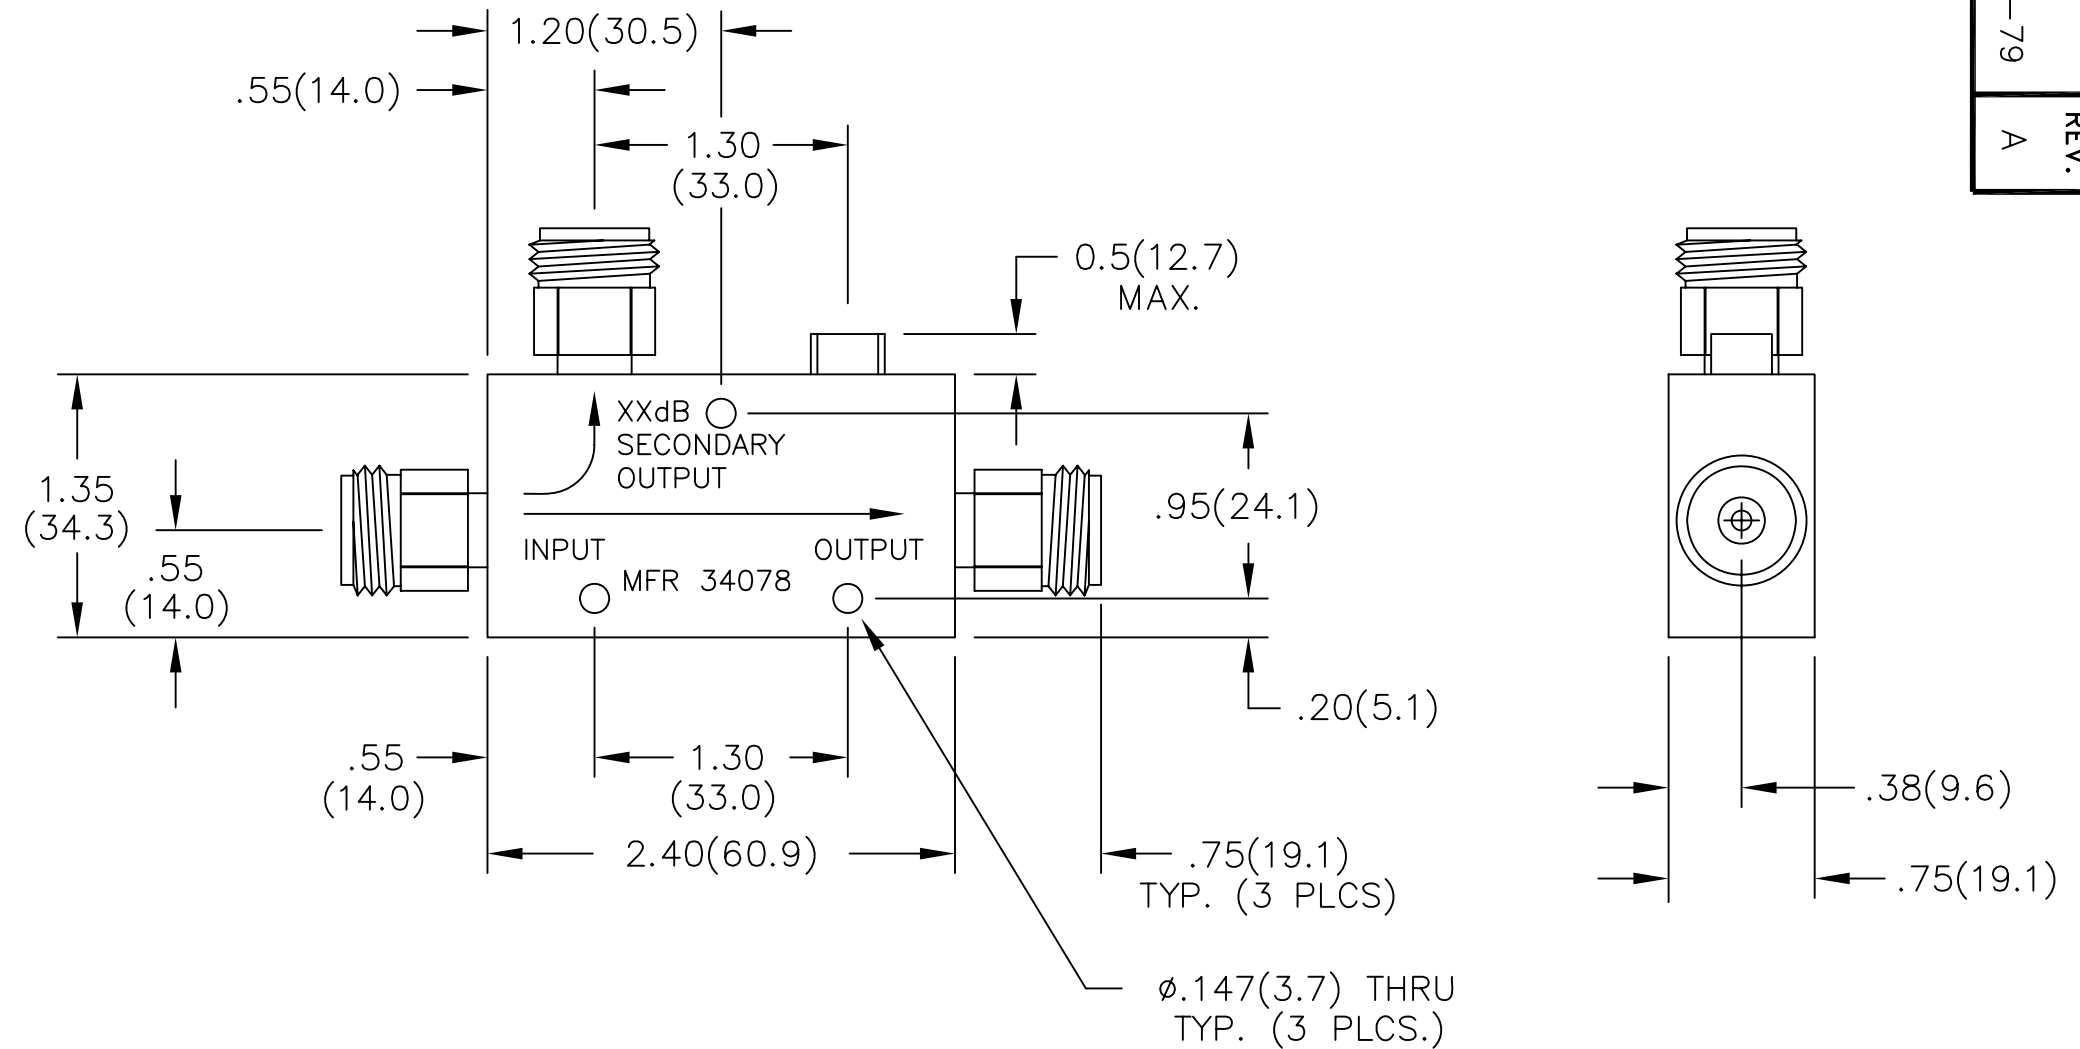 1.20(30.5)
.55(14.0)
1.30
(33.0)
0.5(12.7)
MAX.
-79
REV.
A
XXdB
SECONDARY
OUTPUT
1.35
(34.3)
.55
(14.0)
INPUT
OUTPUT
MFR 34078
.95(24.1)
.20(5.1)
.55
(14.0)
1.30
(33.0)
2.40(60.9)
.75(19.1)
TYP. (3 PLCS)
ø.147(3.7) THRU
TYP. (3 PLCS.)
.38(9.6)
.75(19.1)